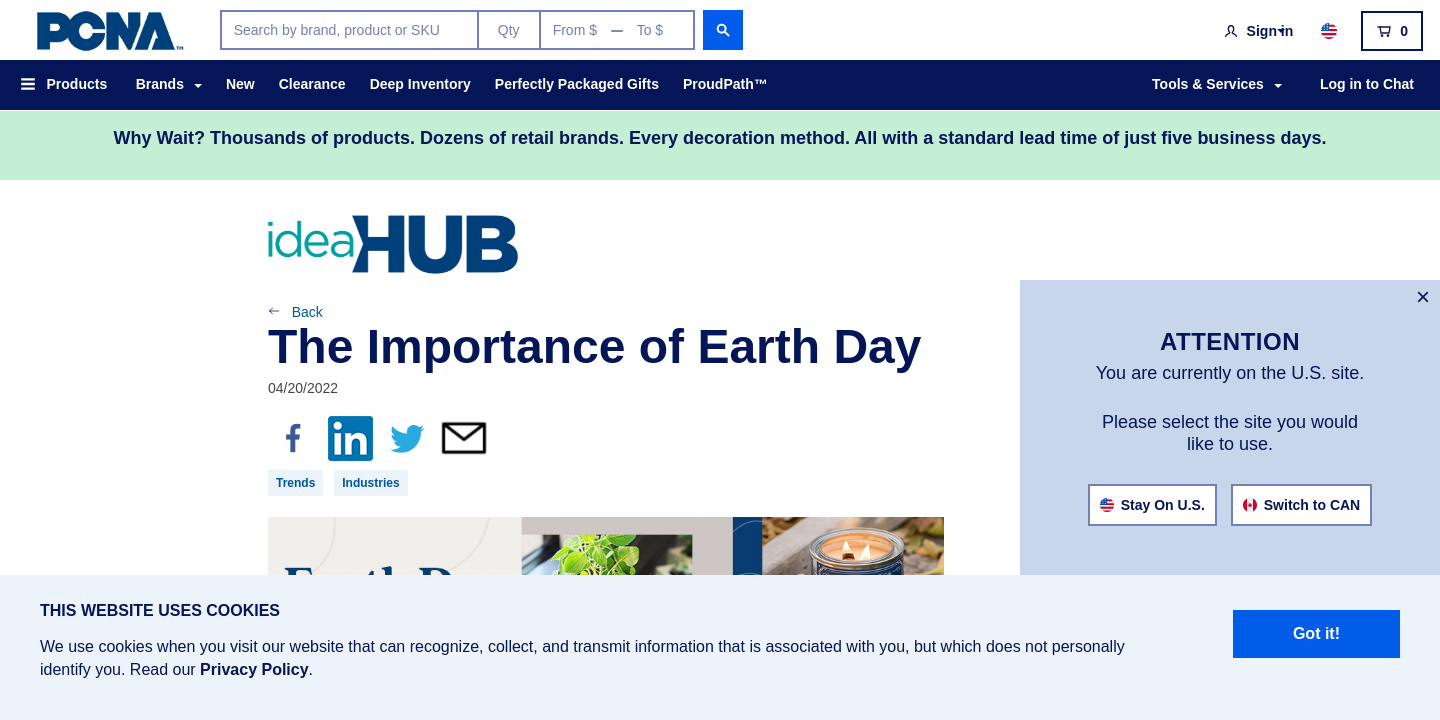 PCNA™
Search by brand, product or SKU
Qty
From $ — To $
Sign in
0
Products
Brands
New
Clearance
Deep Inventory
Perfectly Packaged Gifts
ProudPath™
Tools & Services
Log in to Chat
Why Wait? Thousands of products. Dozens of retail brands. Every decoration method. All with a standard lead time of just five business days.
ideaHUB
← Back
The Importance of Earth Day
04/20/2022
Trends
Industries
×
ATTENTION
You are currently on the U.S. site.
Please select the site you would
like to use.
Stay On U.S.
Switch to CAN
THIS WEBSITE USES COOKIES
We use cookies when you visit our website that can recognize, collect, and transmit information that is associated with you, but which does not personally
identify you. Read our Privacy Policy.
Got it!